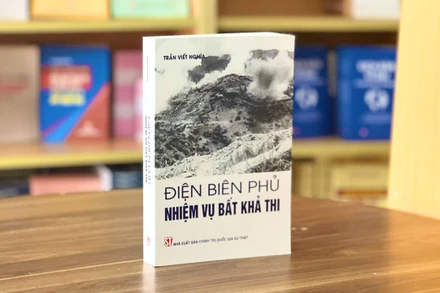 TRẦN VIẾT NGHĨA
ĐIỆN BIÊN PHỦ
NHIỆM VỤ BẤT KHẢ THI
ST NHÀ XUẤT BẢN CHÍNH TRỊ QUỐC GIA SỰ THẬT